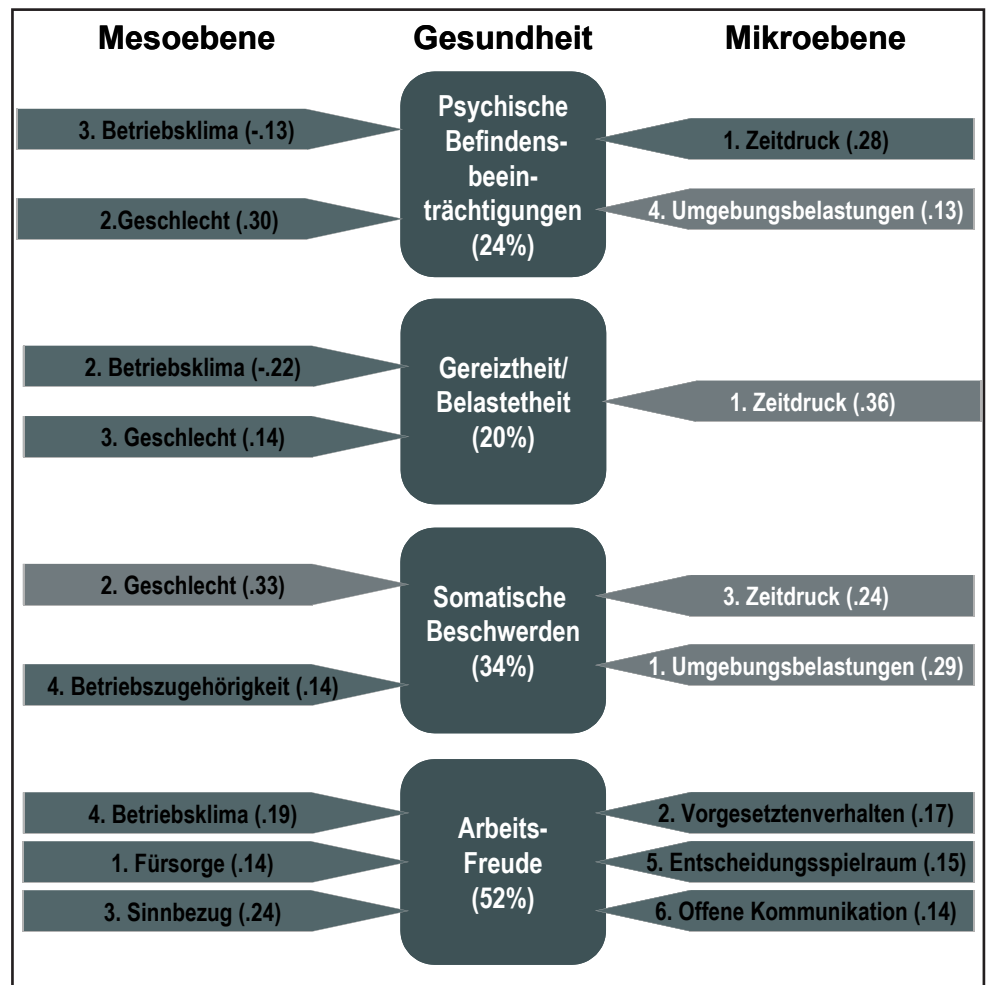 Mesoebene Gesundheit Mikroebene
3. Betriebsklima (-.13)
2.Geschlecht (.30)
Psychische
Befindens-
beein-
trächtigungen
(24%)
1. Zeitdruck (.28)
4. Umgebungsbelastungen (.13)
2. Betriebsklima (-.22)
3. Geschlecht (.14)
Gereiztheit/
Belastetheit
(20%)
1. Zeitdruck (.36)
2. Geschlecht (.33)
4. Betriebszugehörigkeit (.14)
Somatische
Beschwerden
(34%)
3. Zeitdruck (.24)
1. Umgebungsbelastungen (.29)
4. Betriebsklima (.19)
1. Fürsorge (.14)
3. Sinnbezug (.24)
Arbeits-
Freude
(52%)
2. Vorgesetztenverhalten (.17)
5. Entscheidungsspielraum (.15)
6. Offene Kommunikation (.14)